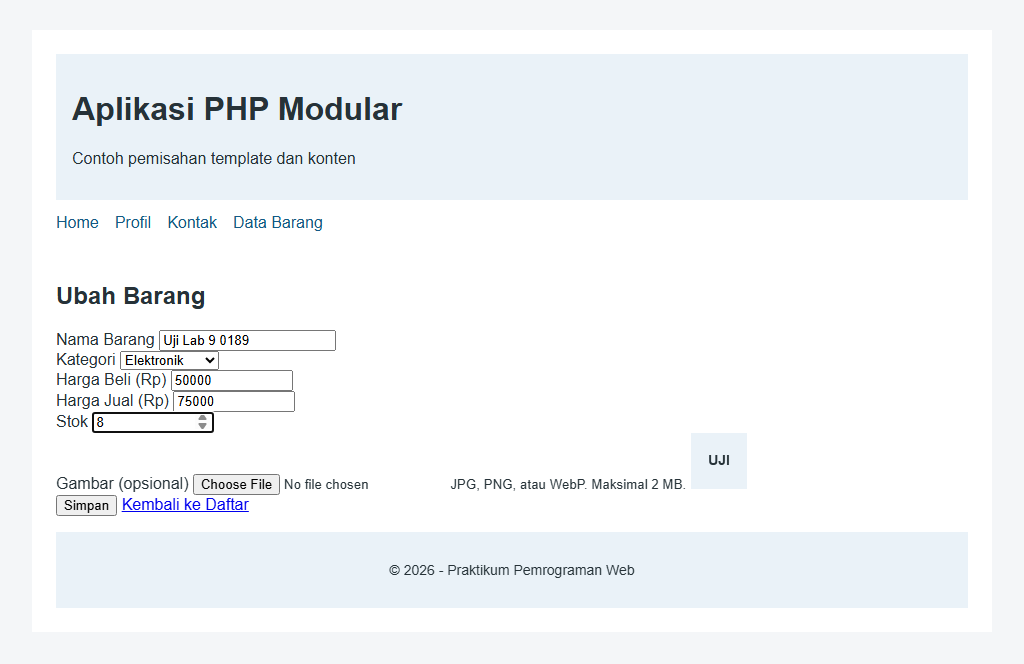 Aplikasi PHP Modular
Contoh pemisahan template dan konten
Home Profil Kontak Data Barang
Ubah Barang
Nama Barang Uji Lab 9 0189
Kategori Elektronik
Harga Beli (Rp) 50000
Harga Jual (Rp) 75000
Stok 8
UJI
Gambar (opsional) Choose File No file chosen JPG, PNG, atau WebP. Maksimal 2 MB.
Simpan Kembali ke Daftar
© 2026 - Praktikum Pemrograman Web